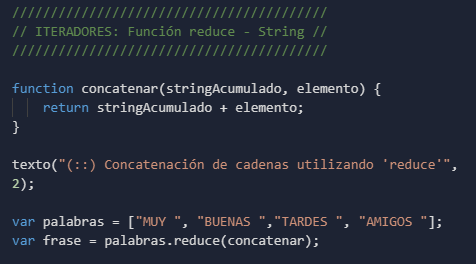 /////////////////////////////////////////
// ITERADORES: Función reduce - String //
/////////////////////////////////////////
function concatenar(stringAcumulado, elemento) {
    return stringAcumulado + elemento;
}
texto("(::) Concatenación de cadenas utilizando 'reduce'",
2);
var palabras = ["MUY ", "BUENAS ","TARDES ", "AMIGOS "];
var frase = palabras.reduce(concatenar);